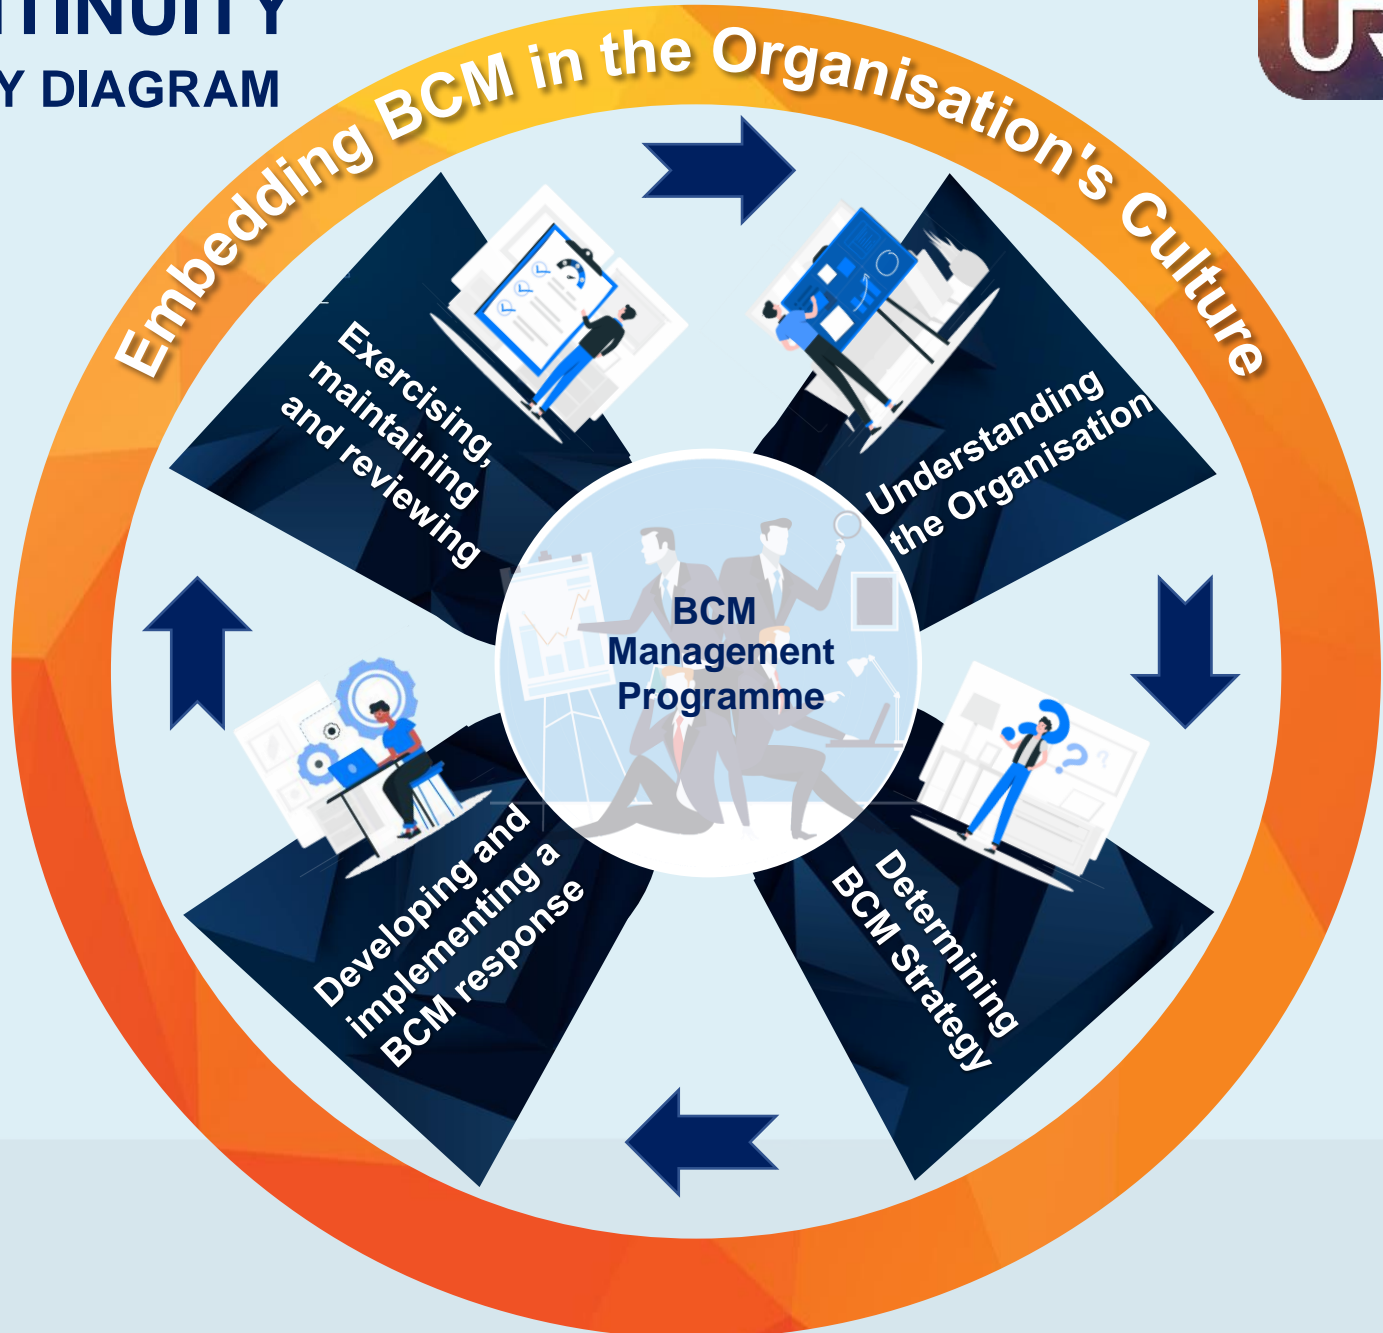 TINUITY
Y DIAGRAM
Embedding BCM in the Organisation's Culture
Exercising,
maintaining
and reviewing
Understanding
the Organisation
BCM
Management
Programme
Developing and
implementing a
BCM response
Determining
BCM Strategy